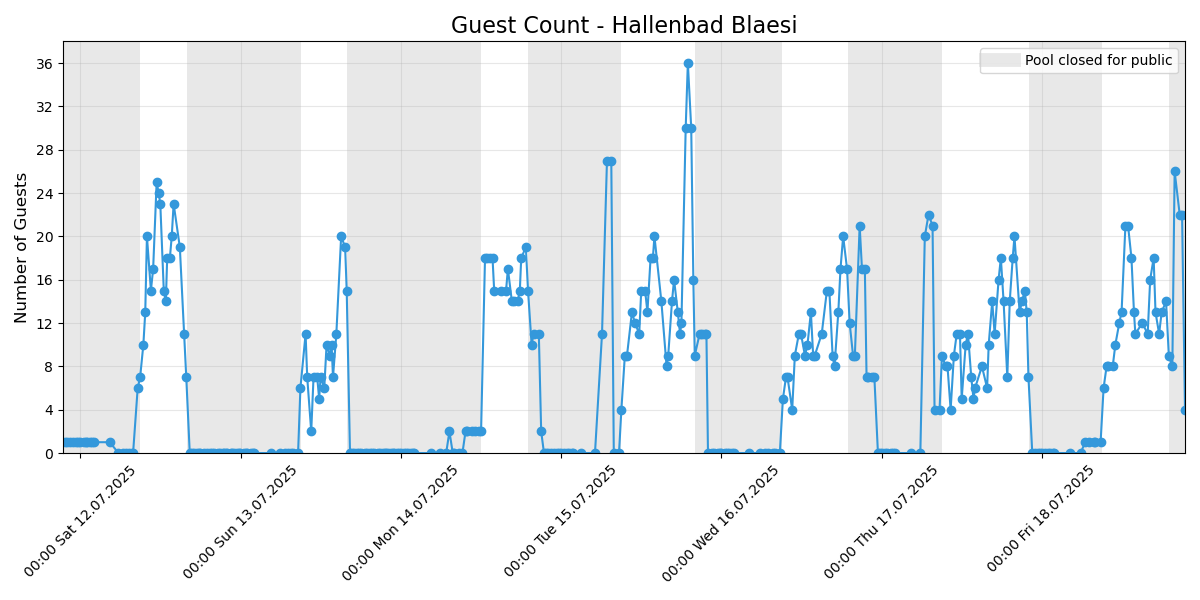 Guest Count - Hallenbad Blaesi
Pool closed for public
Number of Guests
36
32
28
24
20
16
12
8
4
0
00:00 Sat 12.07.2025
00:00 Sun 13.07.2025
00:00 Mon 14.07.2025
00:00 Tue 15.07.2025
00:00 Wed 16.07.2025
00:00 Thu 17.07.2025
00:00 Fri 18.07.2025